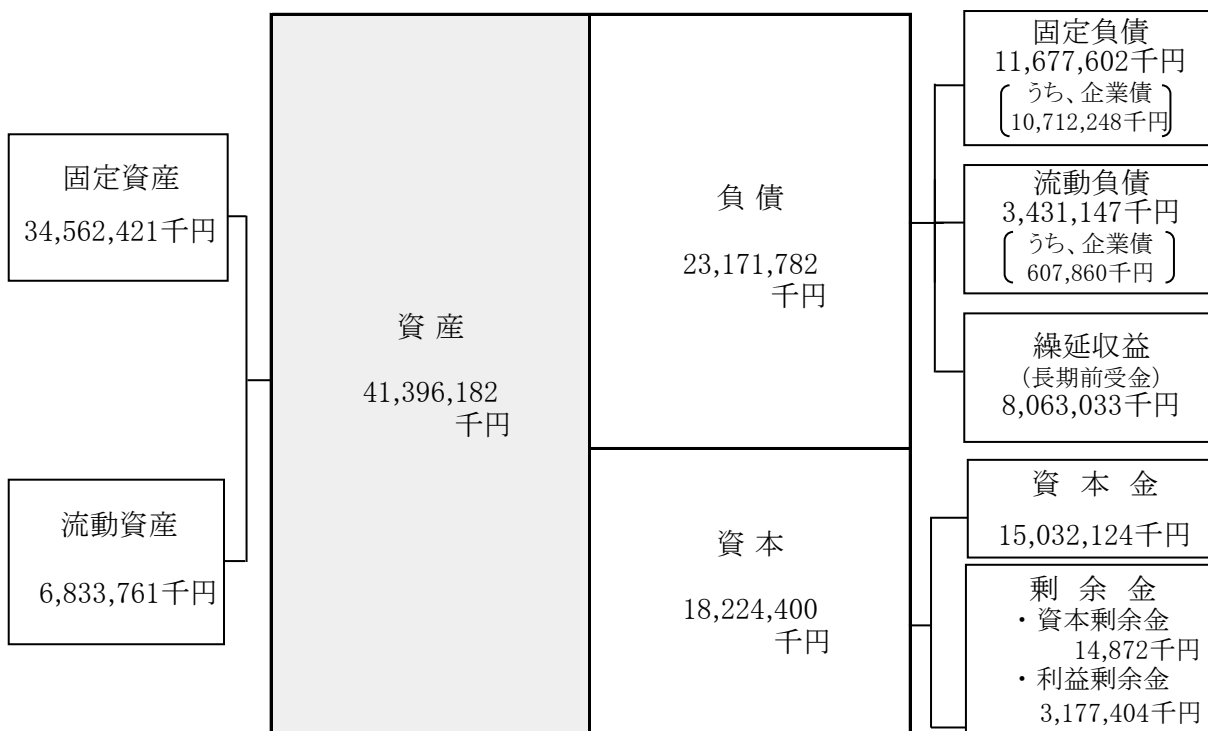 固定資産
34,562,421千円
流動資産
6,833,761千円
資 産
41,396,182
千円
負 債
23,171,782
千円
資 本
18,224,400
千円
固定負債
11,677,602千円
うち、企業債
10,712,248千円
流動負債
3,431,147千円
うち、企業債
607,860千円
繰延収益
(長期前受金)
8,063,033千円
資 本 金
15,032,124千円
剰 余 金
・資本剰余金
14,872千円
・利益剰余金
3,177,404千円